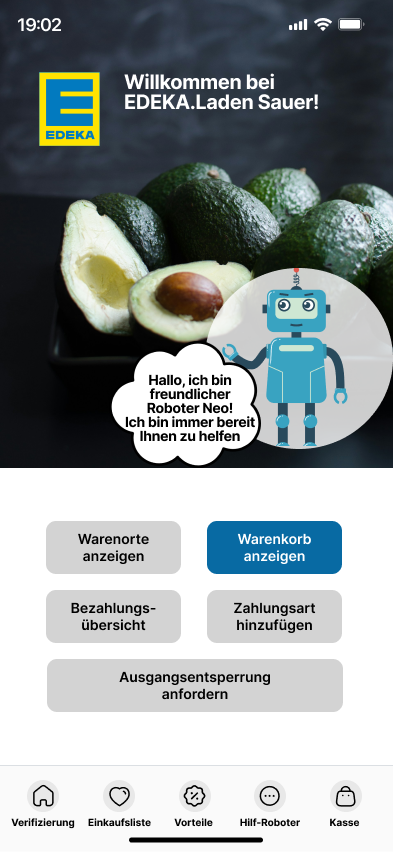 19:02
Willkommen bei
EDEKA.Laden Sauer!
EDEKA
Hallo, ich bin
freundlicher
Roboter Neo!
Ich bin immer bereit
Ihnen zu helfen
Warenorte
anzeigen
Warenkorb
anzeigen
Bezahlungs-
übersicht
Zahlungsart
hinzufügen
Ausgangsentsperrung
anfordern
Verifizierung
Einkaufsliste
Vorteile
Hilf-Roboter
Kasse